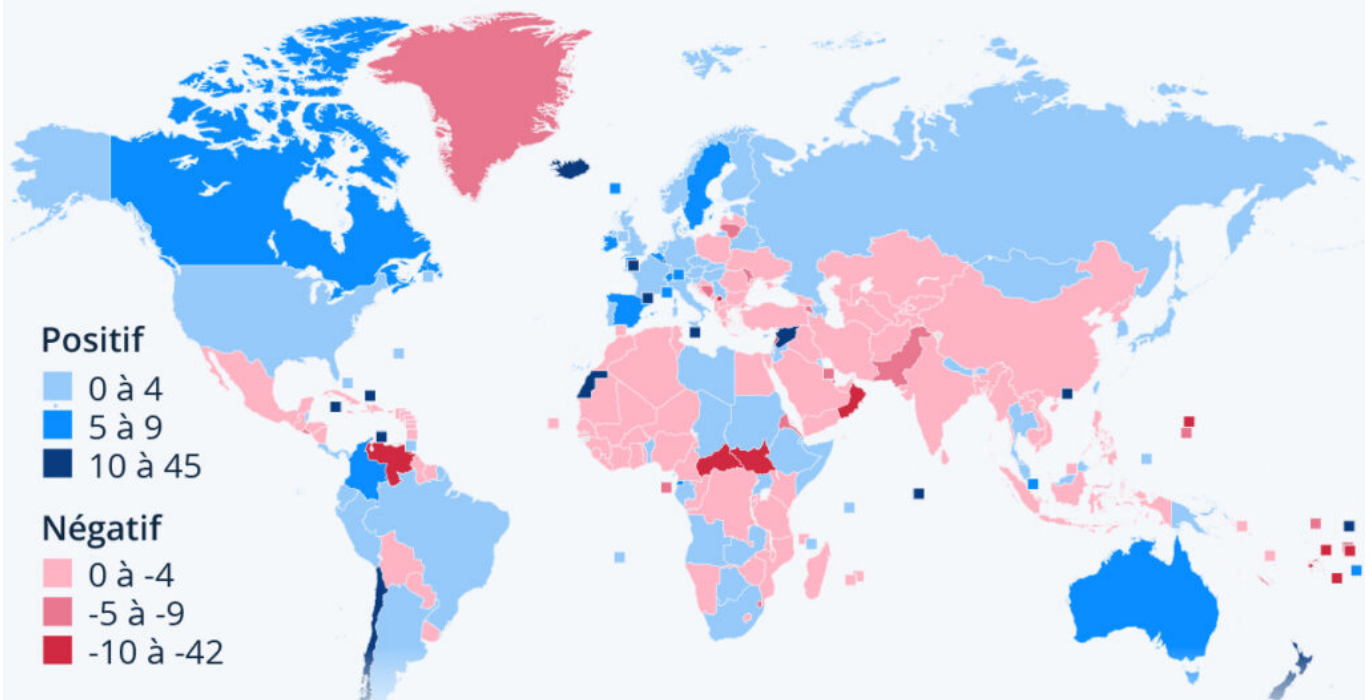 Positif
0 à 4
5 à 9
10 à 45
Négatif
0 à -4
-5 à -9
-10 à -42